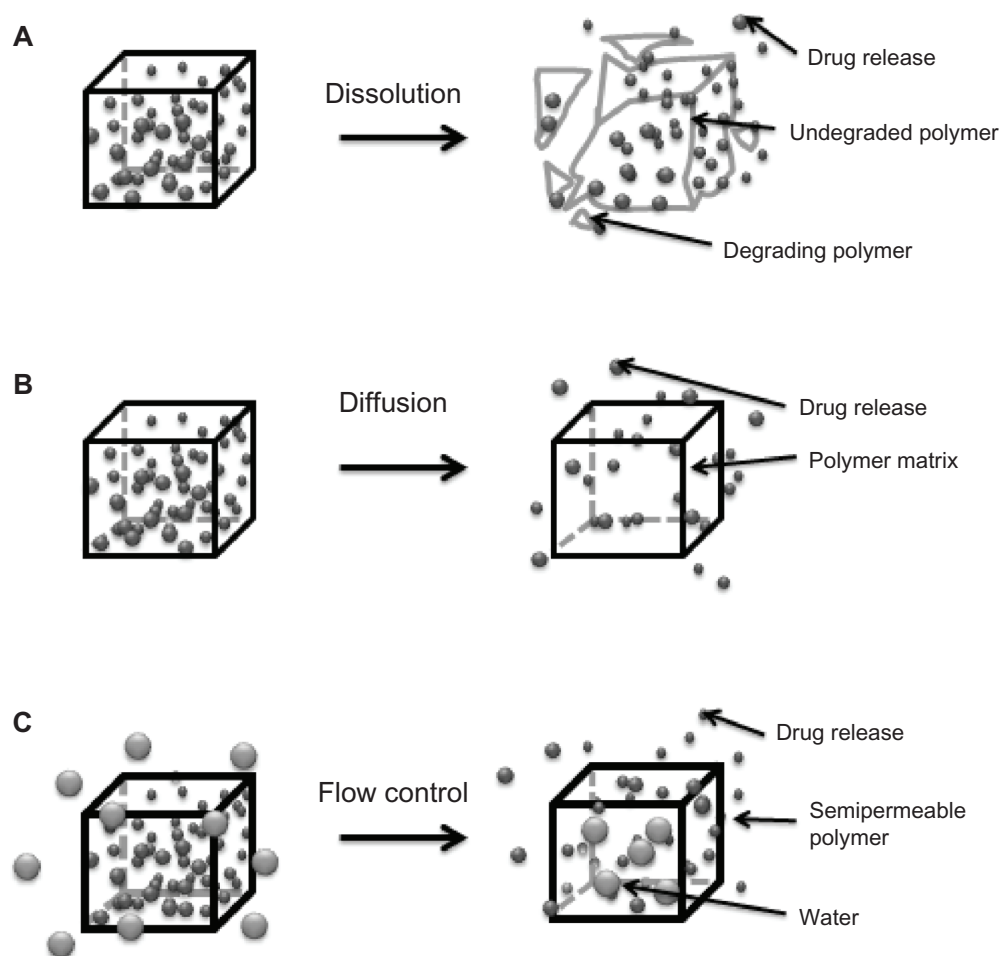 A
Dissolution
Drug release
Undegraded polymer
Degrading polymer
B
Diffusion
Drug release
Polymer matrix
C
Flow control
Drug release
Semipermeable
polymer
Water